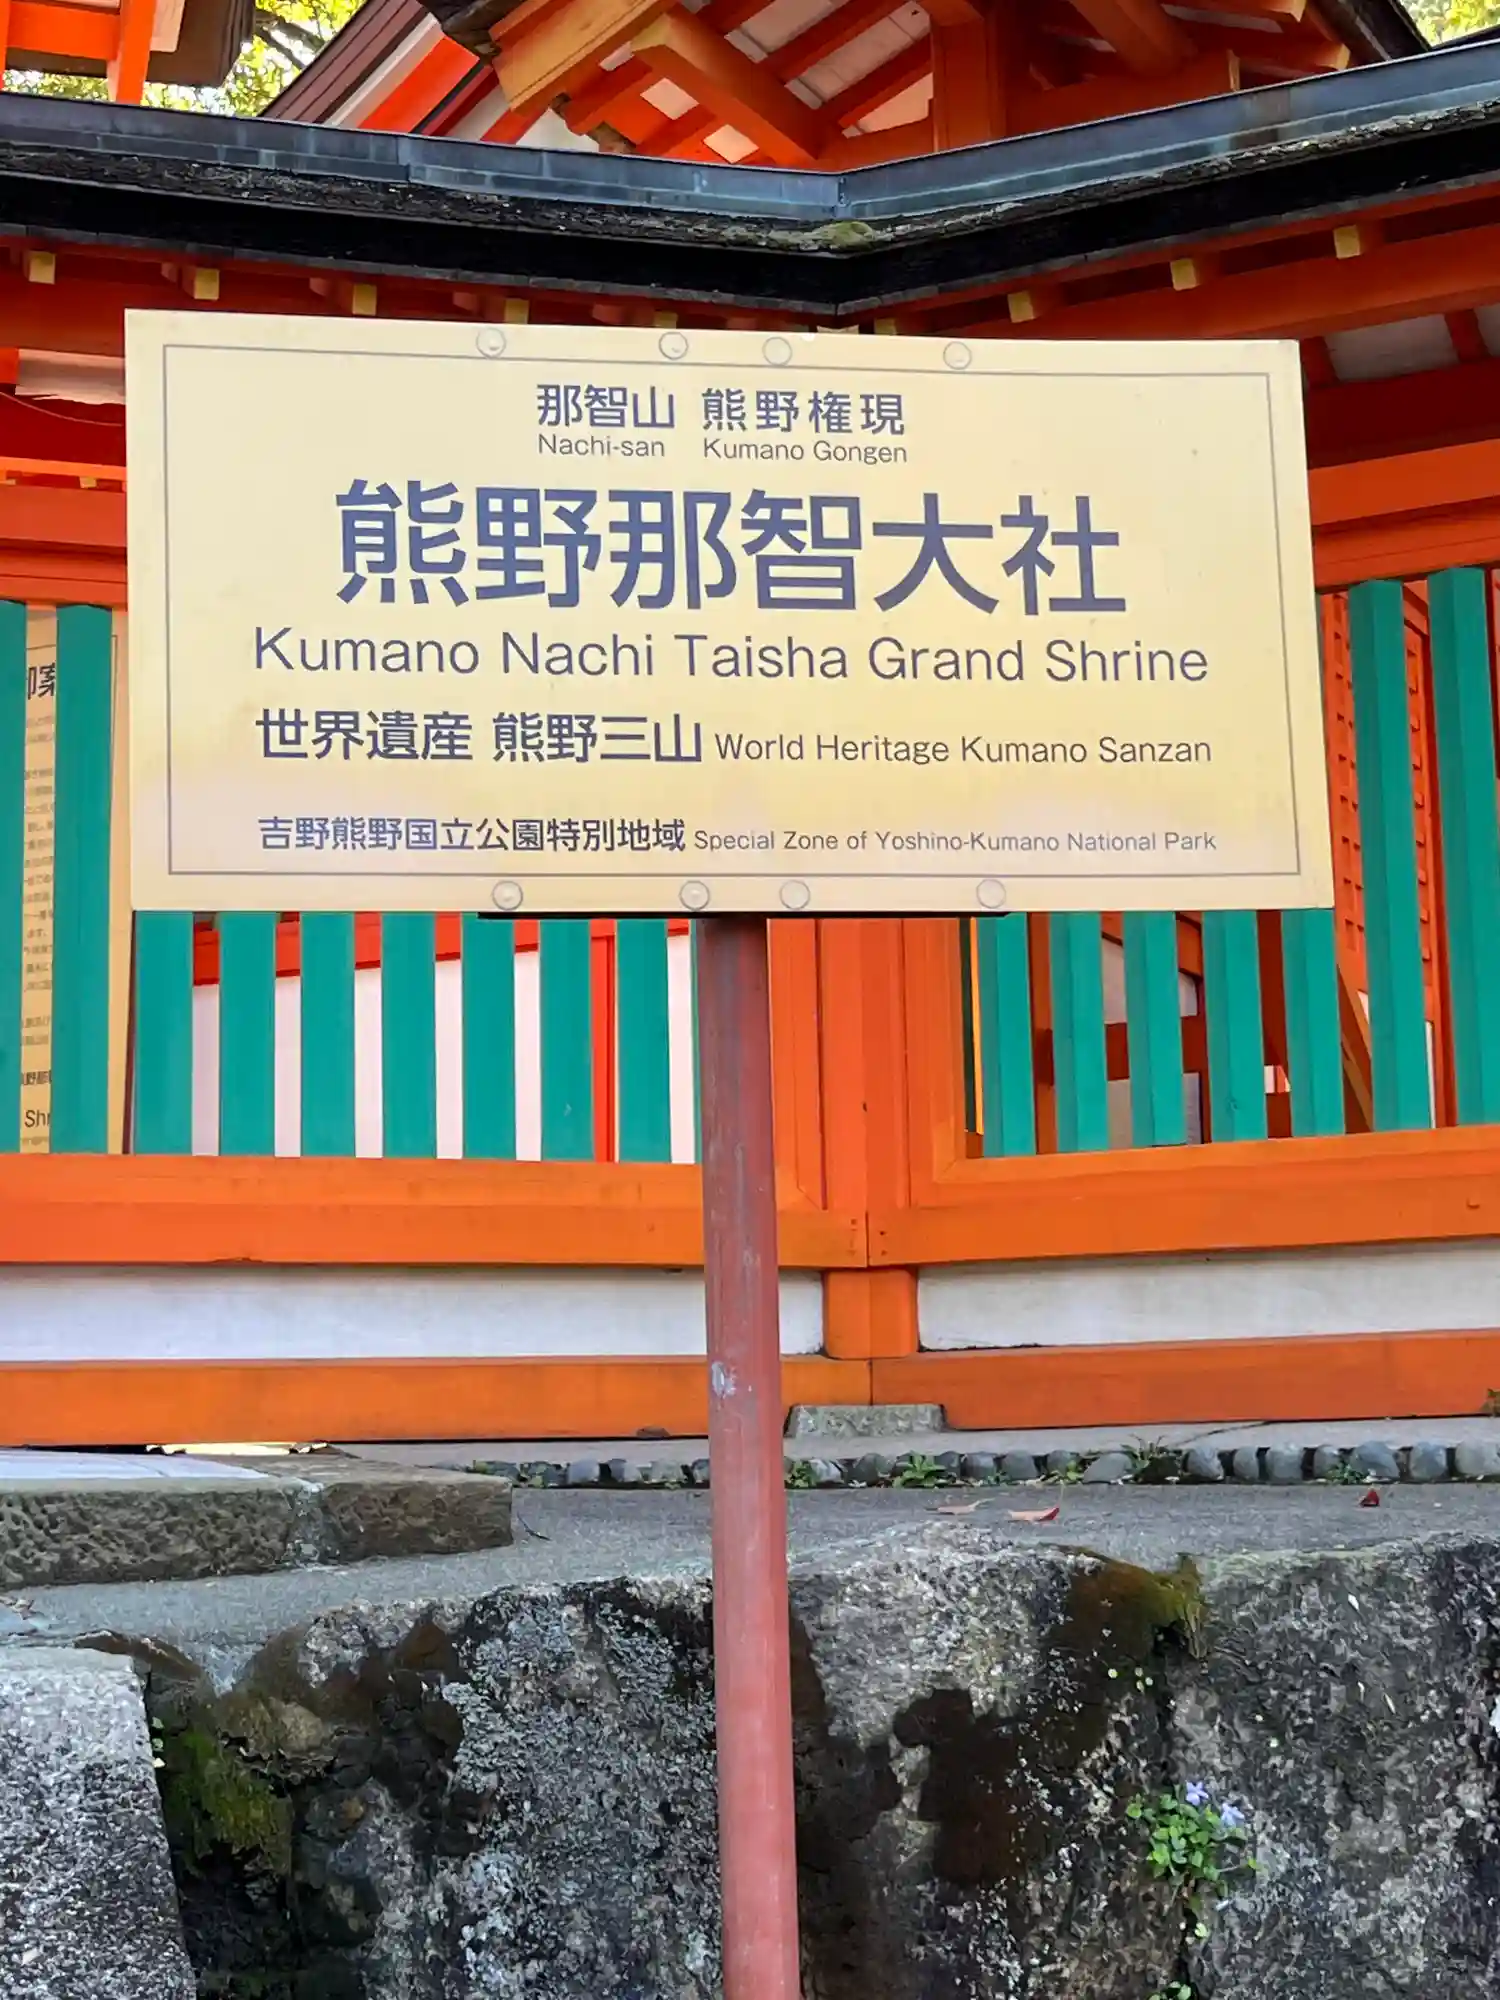 那智山 熊野権現
Nachi-san Kumano Gongen
熊野那智大社
Kumano Nachi Taisha Grand Shrine
世界遺産 熊野三山 World Heritage Kumano Sanzan
吉野熊野国立公園特別地域 Special Zone of Yoshino-Kumano National Park